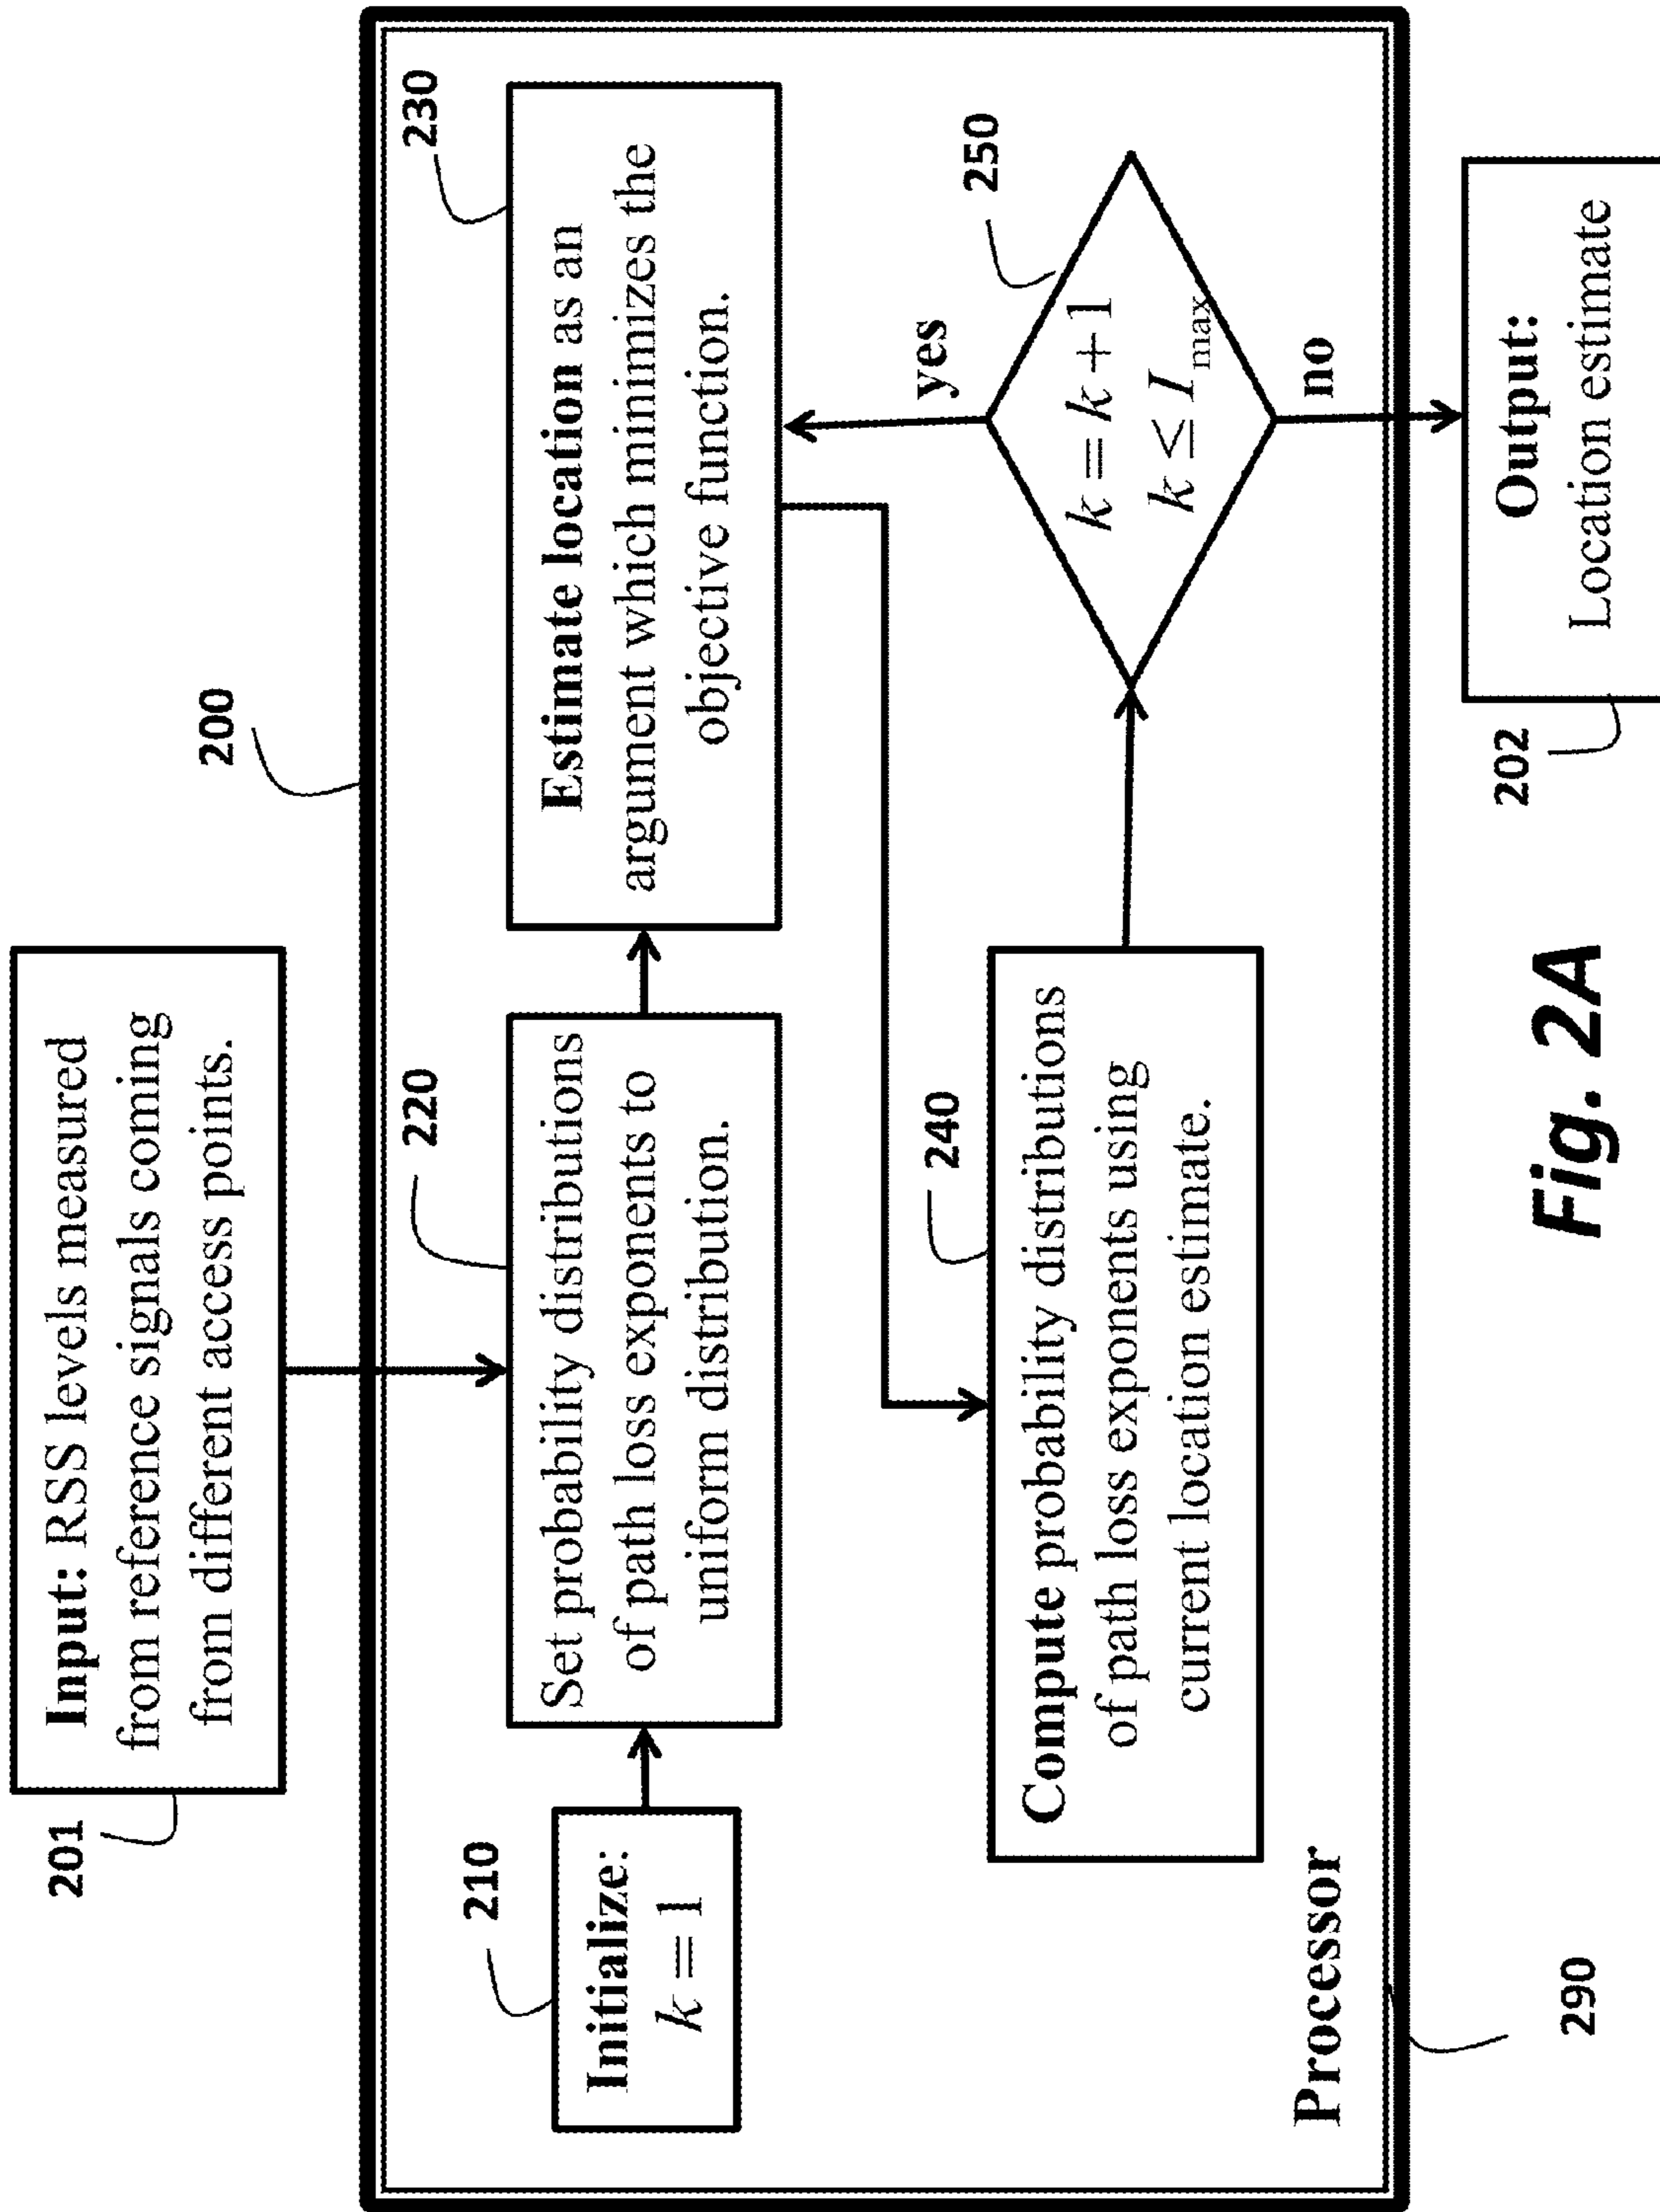 201
Input: RSS levels measured
from reference signals coming
from different access points.
200
210
Initialize:
k = 1
220
Set probability distributions
of path loss exponents to
uniform distribution.
230
Estimate location as an
argument which minimizes the
objective function.
240
Compute probability distributions
of path loss exponents using
current location estimate.
250
k = k + 1
k ≤ I max
yes
no
Processor
290
202
Output:
Location estimate
Fig. 2A